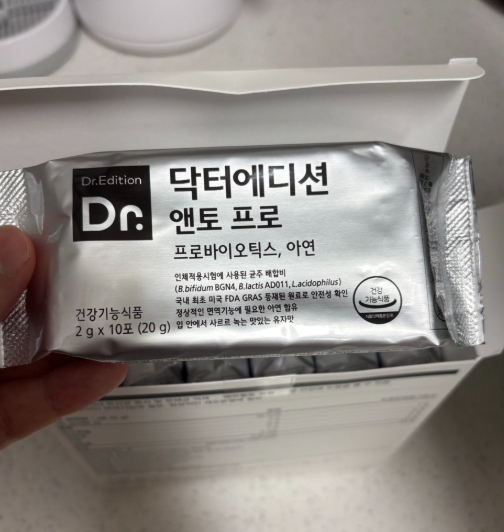 Dr.Edition
Dr.
닥터에디션
앤토 프로
프로바이오틱스, 아연
인체적용시험에 사용된 균주 배합비
(B.bifidum BGN4, B.lactis AD011, L.acidophilus)
국내 최초 미국 FDA GRAS 등재된 원료로 안전성 확인
정상적인 면역기능에 필요한 아연 함유
입 안에서 사르르 녹는 맛있는 유자맛
건강기능식품
2 g x 10포 (20 g)
건강
기능식품